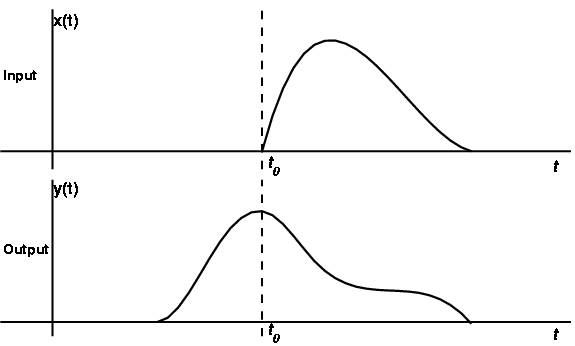 x(t)
Input
t0
t
y(t)
Output
t0
t